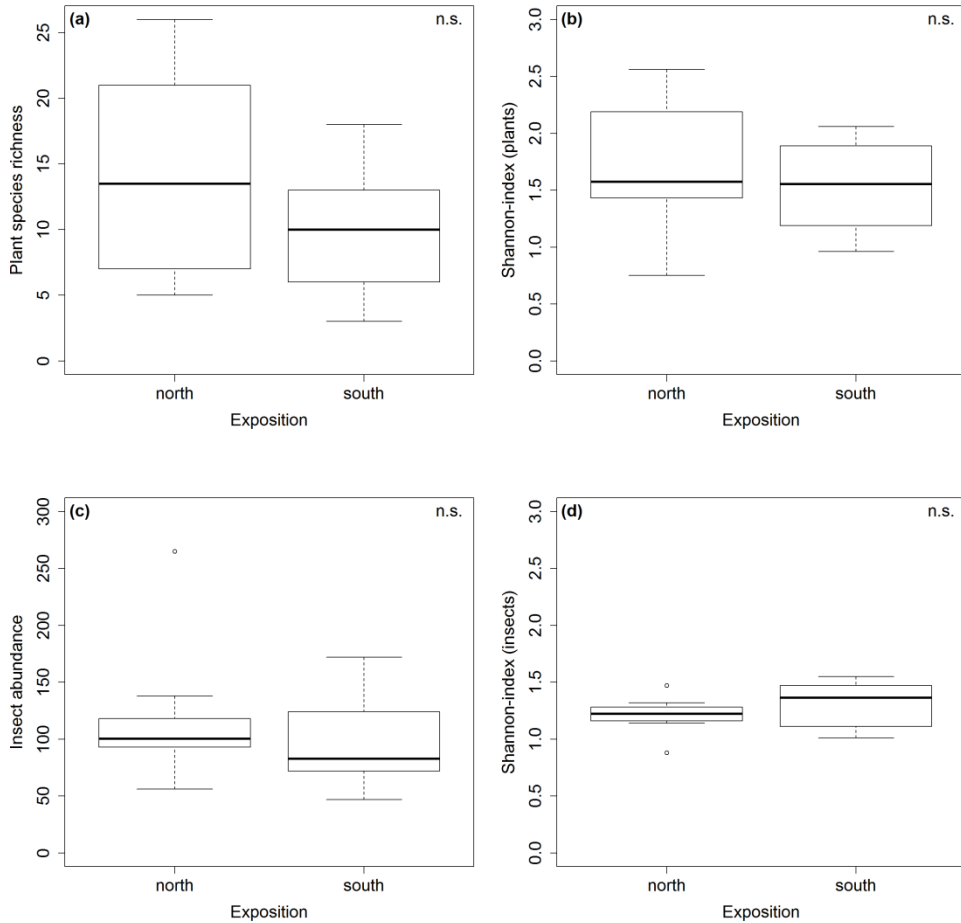 (a)
n.s.
Plant species richness
25
20
15
10
5
0
north
south
Exposition
(b)
n.s.
Shannon-index (plants)
3.0
2.5
2.0
1.5
1.0
0.5
0.0
north
south
Exposition
(c)
n.s.
Insect abundance
300
250
200
150
100
50
0
north
south
Exposition
(d)
n.s.
Shannon-index (insects)
3.0
2.5
2.0
1.5
1.0
0.5
0.0
north
south
Exposition